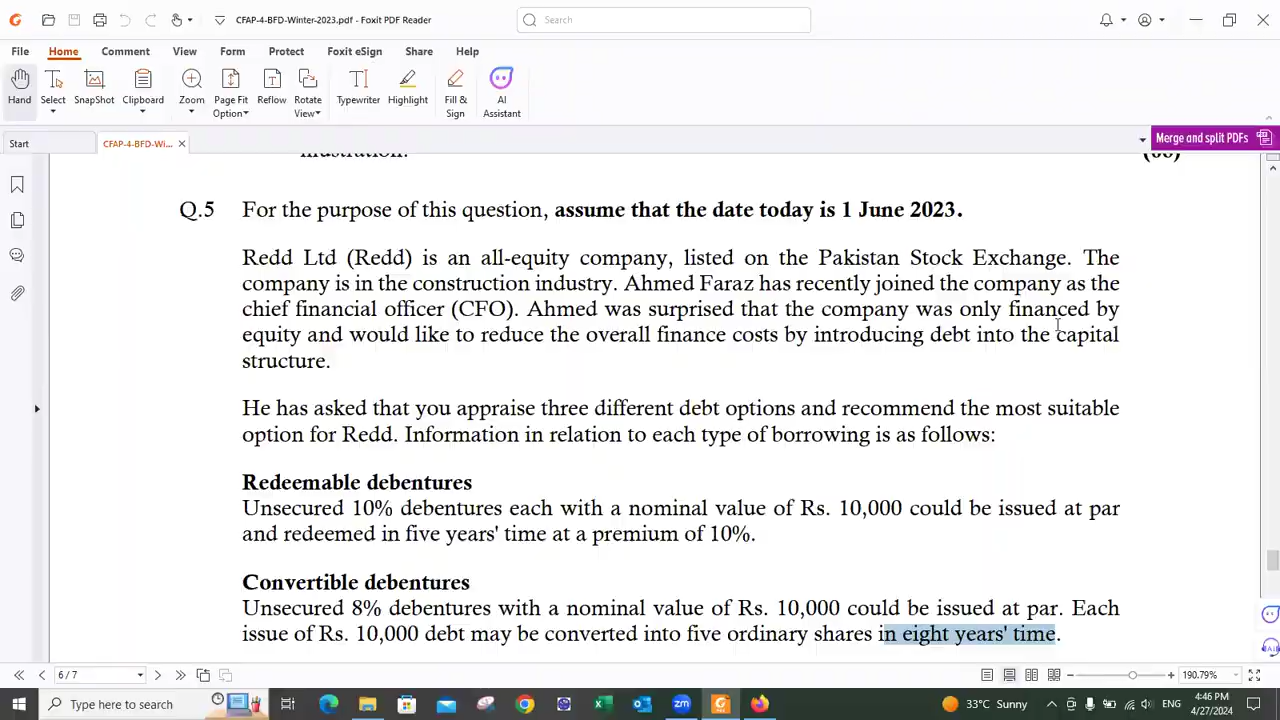 CFAP-4-BFD-Winter-2023.pdf - Foxit PDF Reader
Search
File Home Comment View Form Protect Foxit eSign Share Help
Hand Select SnapShot Clipboard Zoom Page Fit Option Reflow Rotate View Typewriter Highlight Fill & Sign AI Assistant
Start
CFAP-4-BFD-Wi...
Merge and split PDFs
illustration.
(06)
Q.5 For the purpose of this question, assume that the date today is 1 June 2023.
Redd Ltd (Redd) is an all-equity company, listed on the Pakistan Stock Exchange. The
company is in the construction industry. Ahmed Faraz has recently joined the company as the
chief financial officer (CFO). Ahmed was surprised that the company was only financed by
equity and would like to reduce the overall finance costs by introducing debt into the capital
structure.
He has asked that you appraise three different debt options and recommend the most suitable
option for Redd. Information in relation to each type of borrowing is as follows:
Redeemable debentures
Unsecured 10% debentures each with a nominal value of Rs. 10,000 could be issued at par
and redeemed in five years' time at a premium of 10%.
Convertible debentures
Unsecured 8% debentures with a nominal value of Rs. 10,000 could be issued at par. Each
issue of Rs. 10,000 debt may be converted into five ordinary shares in eight years' time.
6 / 7
190.79%
Type here to search
33°C Sunny
ENG
4:46 PM
4/27/2024